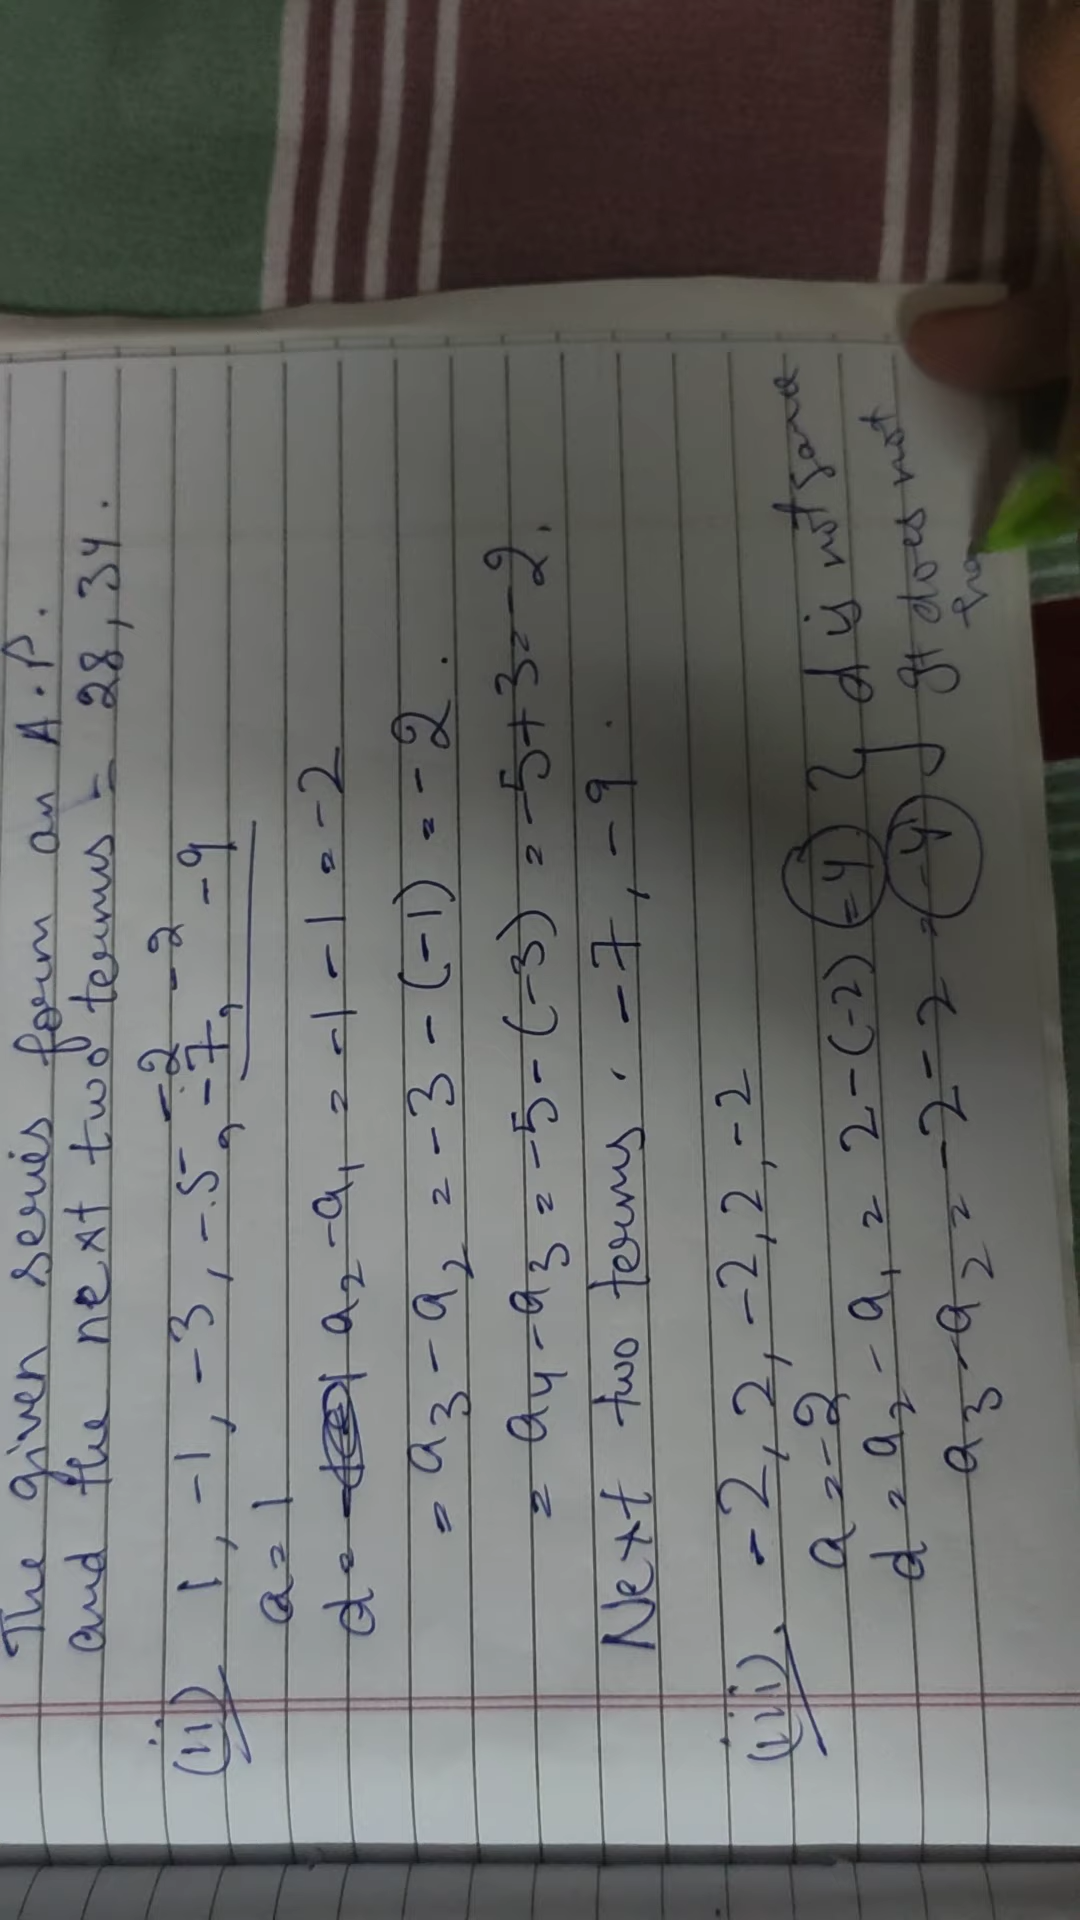 The given series form an A.P.
and the next two terms - 28, 34.
-2 -2
(ii) 1, -1, -3, -5, -7, -9
a = 1
d = a2 - a1 = -1 - 1 = -2
= a3 - a2 = -3 - (-1) = -2.
= a4 - a3 = -5 - (-3) = -5 + 3 = -2.
Next two terms . -7, -9.
(iii). -2, 2, -2, 2, -2
a = -2
d = a2 - a1 = 2 - (-2) = 4 } d is not same
a3 - a2 = -2 - 2 = -4 } It does not